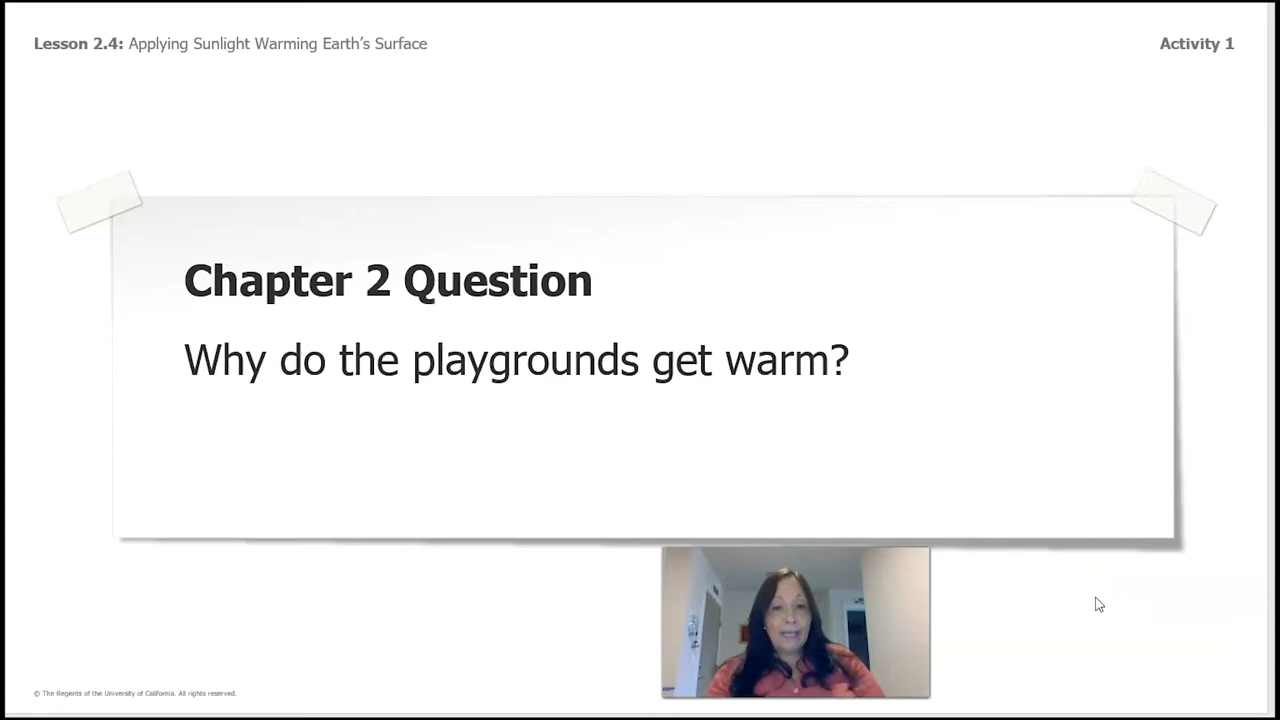 Lesson 2.4: Applying Sunlight Warming Earth’s Surface
Activity 1
Chapter 2 Question
Why do the playgrounds get warm?
© The Regents of the University of California. All rights reserved.